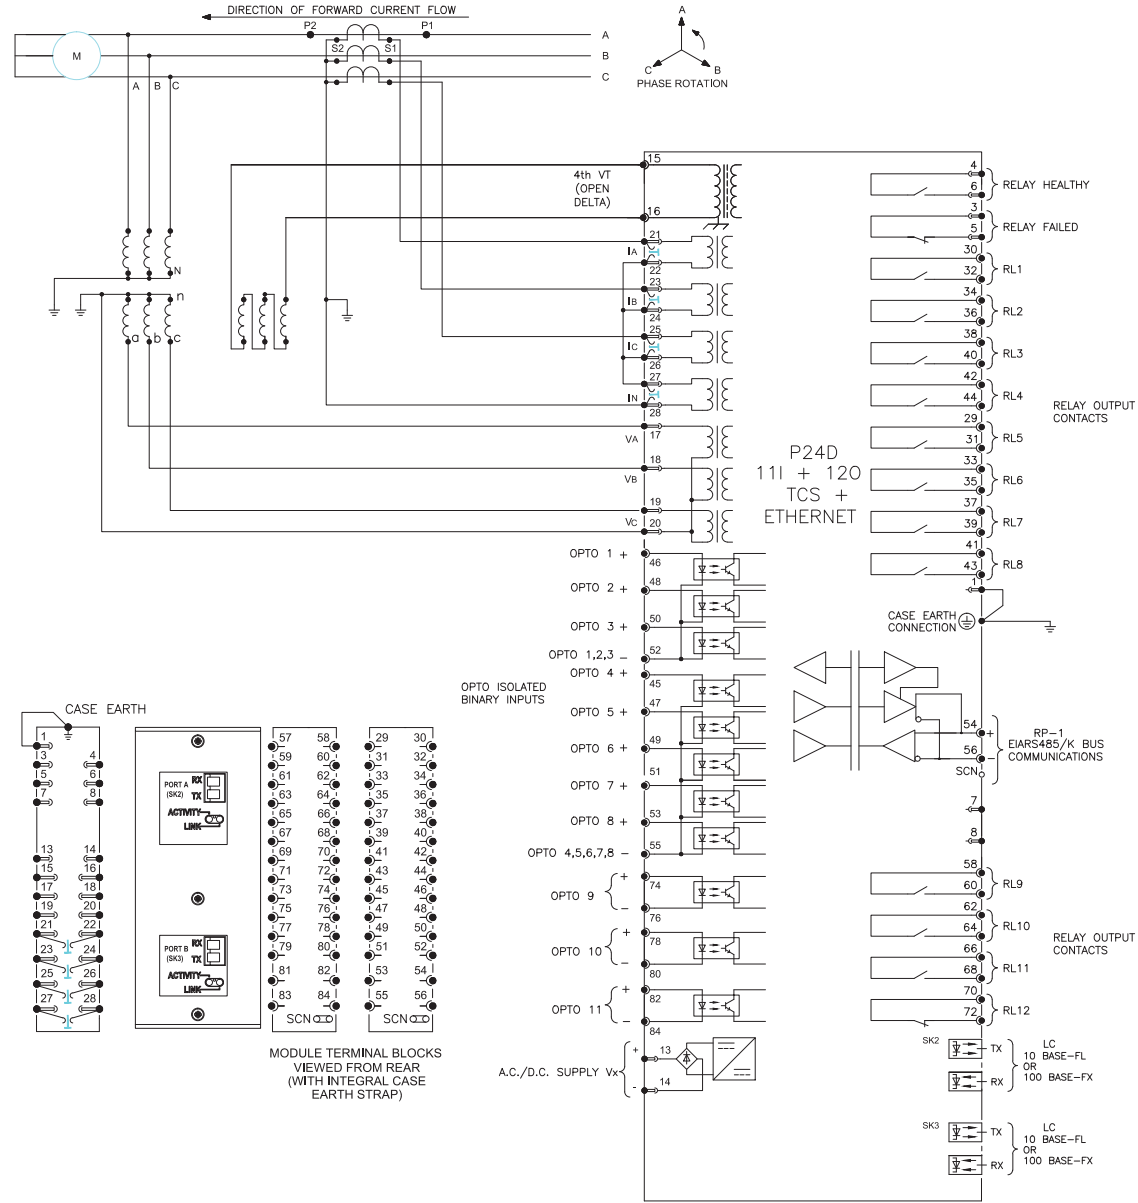 DIRECTION OF FORWARD CURRENT FLOW
P2 P1
S2 S1
M
A
B
C
A B C
A
C B
PHASE ROTATION
N
n
a b c
4th VT
(OPEN
DELTA)
15
16
21
IA
22
23
IB
24
25
IC
26
27
IN
28
VA 17
18
VB
19
VC 20
P24D
11I + 12O
TCS +
ETHERNET
OPTO 1 +
46
OPTO 2 +
48
OPTO 3 +
50
OPTO 1,2,3 −
52
OPTO 4 +
45
OPTO 5 +
47
OPTO 6 +
49
51
OPTO 7 +
53
OPTO 8 +
55
OPTO 4,5,6,7,8 −
OPTO ISOLATED
BINARY INPUTS
OPTO 9
+ 74
− 76
OPTO 10
+ 78
− 80
OPTO 11
+ 82
− 84
A.C./D.C. SUPPLY Vx
+ 13
- 14
4
6
RELAY HEALTHY
3
5
RELAY FAILED
30
32
RL1
34
36
RL2
38
40
RL3
42
44
RL4
29
31
RL5
33
35
RL6
37
39
RL7
41
43
RL8
RELAY OUTPUT
CONTACTS
1
CASE EARTH
CONNECTION
54 +
56 −
SCN
RP−1
EIARS485/K BUS
COMMUNICATIONS
7
8
58
60
RL9
62
64
RL10
66
68
RL11
70
72
RL12
RELAY OUTPUT
CONTACTS
SK2
TX
RX
LC
10 BASE−FL
OR
100 BASE−FX
SK3
TX
RX
LC
10 BASE−FL
OR
100 BASE−FX
CASE EARTH
1
3 4
5 6
7 8
13 14
15 16
17 18
19 20
21 22
23 24
25 26
27 28
PORT A
(SK2)
RX
TX
ACTIVITY
LINK
PORT B
(SK3)
RX
TX
ACTIVITY
LINK
57 58
59 60
61 62
63 64
65 66
67 68
69 70
71 72
73 74
75 76
77 78
79 80
81 82
83 84
SCN
29 30
31 32
33 34
35 36
37 38
39 40
41 42
43 44
45 46
47 48
49 50
51 52
53 54
55 56
SCN
MODULE TERMINAL BLOCKS
VIEWED FROM REAR
(WITH INTEGRAL CASE
EARTH STRAP)